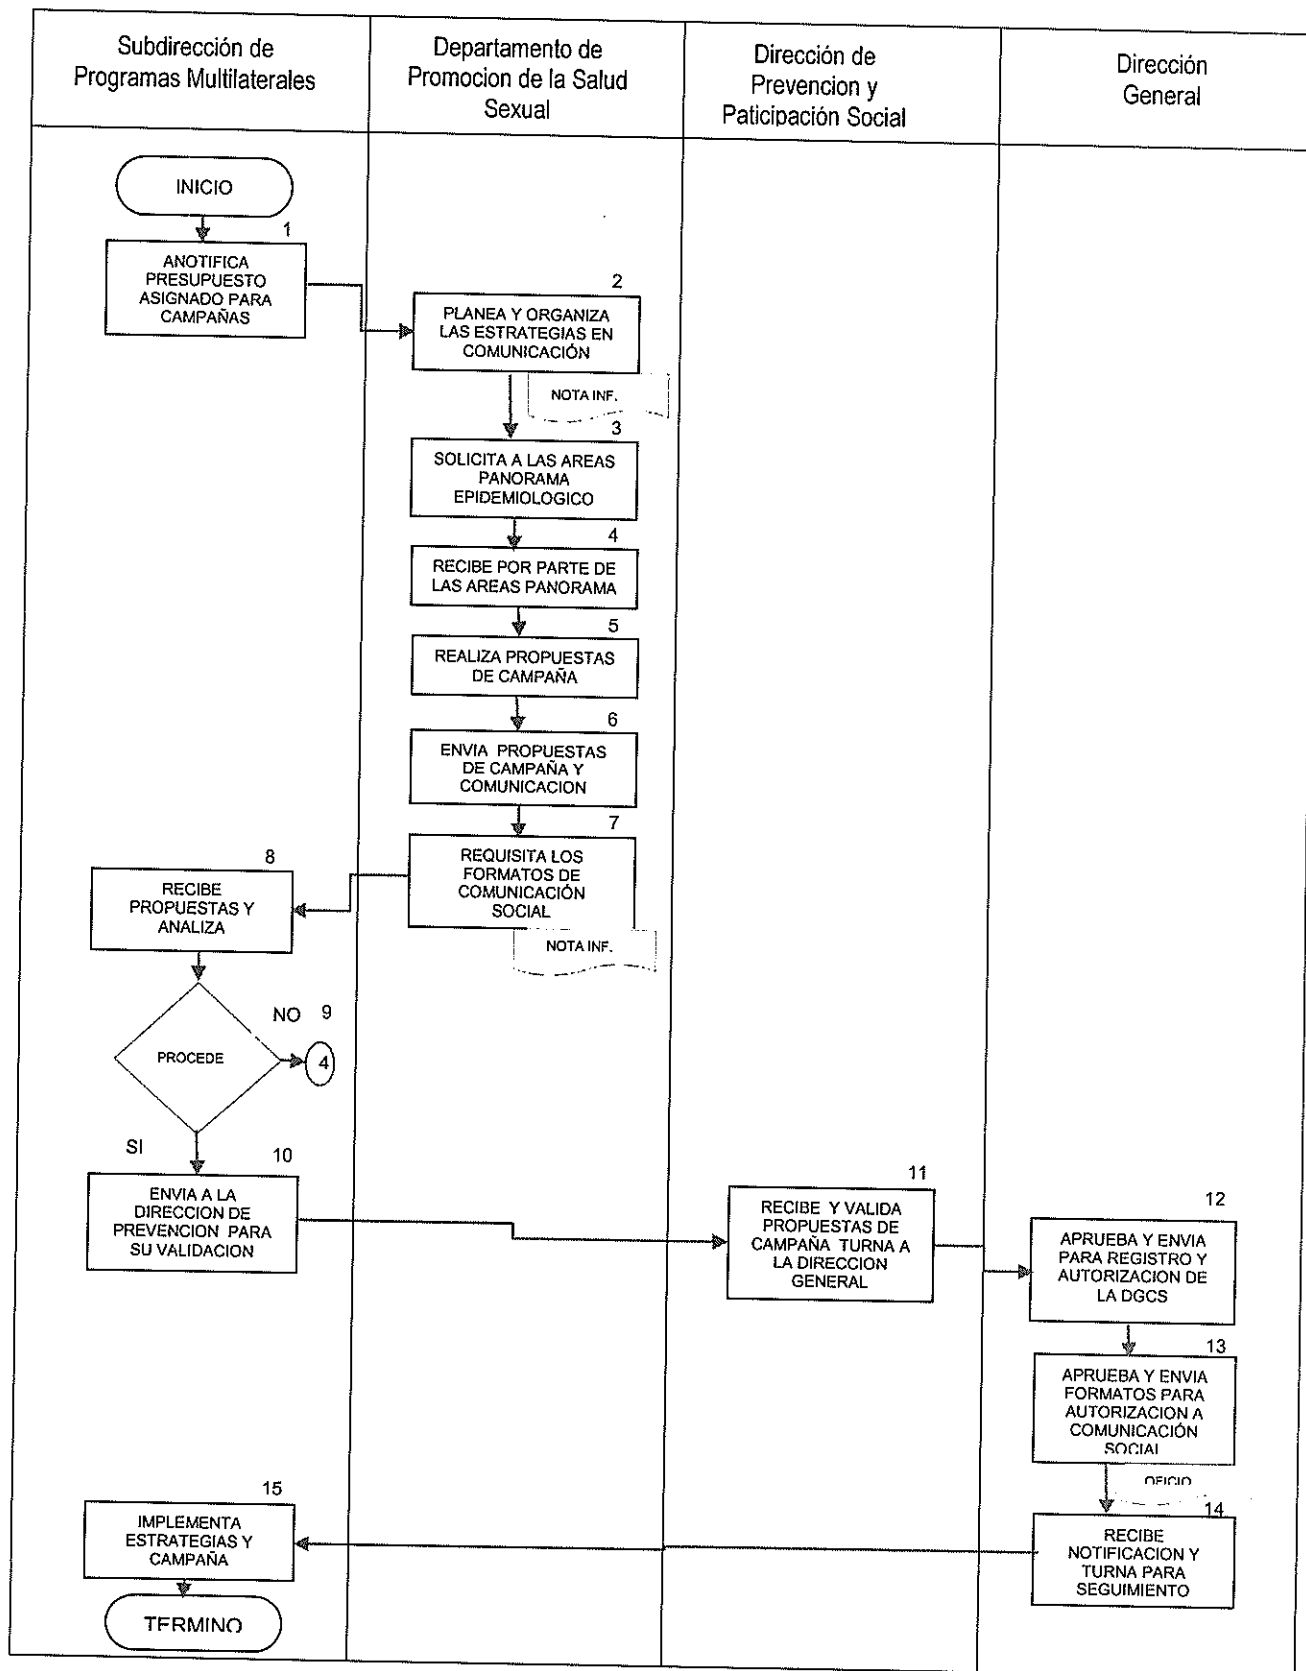 Subdirección de
Programas Multilaterales
Departamento de
Promocion de la Salud
Sexual
Dirección de
Prevencion y
Paticipación Social
Dirección
General
INICIO
1
ANOTIFICA
PRESUPUESTO
ASIGNADO PARA
CAMPAÑAS
2
PLANEA Y ORGANIZA
LAS ESTRATEGIAS EN
COMUNICACIÓN
NOTA INF.
3
SOLICITA A LAS AREAS
PANORAMA
EPIDEMIOLOGICO
4
RECIBE POR PARTE DE
LAS AREAS PANORAMA
5
REALIZA PROPUESTAS
DE CAMPAÑA
6
ENVIA PROPUESTAS
DE CAMPAÑA Y
COMUNICACION
7
REQUISITA LOS
FORMATOS DE
COMUNICACIÓN
SOCIAL
NOTA INF.
8
RECIBE
PROPUESTAS Y
ANALIZA
PROCEDE
NO 9
4
SI
10
ENVIA A LA
DIRECCION DE
PREVENCION PARA
SU VALIDACION
11
RECIBE Y VALIDA
PROPUESTAS DE
CAMPAÑA TURNA A
LA DIRECCION
GENERAL
12
APRUEBA Y ENVIA
PARA REGISTRO Y
AUTORIZACION DE
LA DGCS
13
APRUEBA Y ENVIA
FORMATOS PARA
AUTORIZACION A
COMUNICACIÓN
SOCIAL
OFICIO
14
RECIBE
NOTIFICACION Y
TURNA PARA
SEGUIMIENTO
15
IMPLEMENTA
ESTRATEGIAS Y
CAMPAÑA
TERMINO